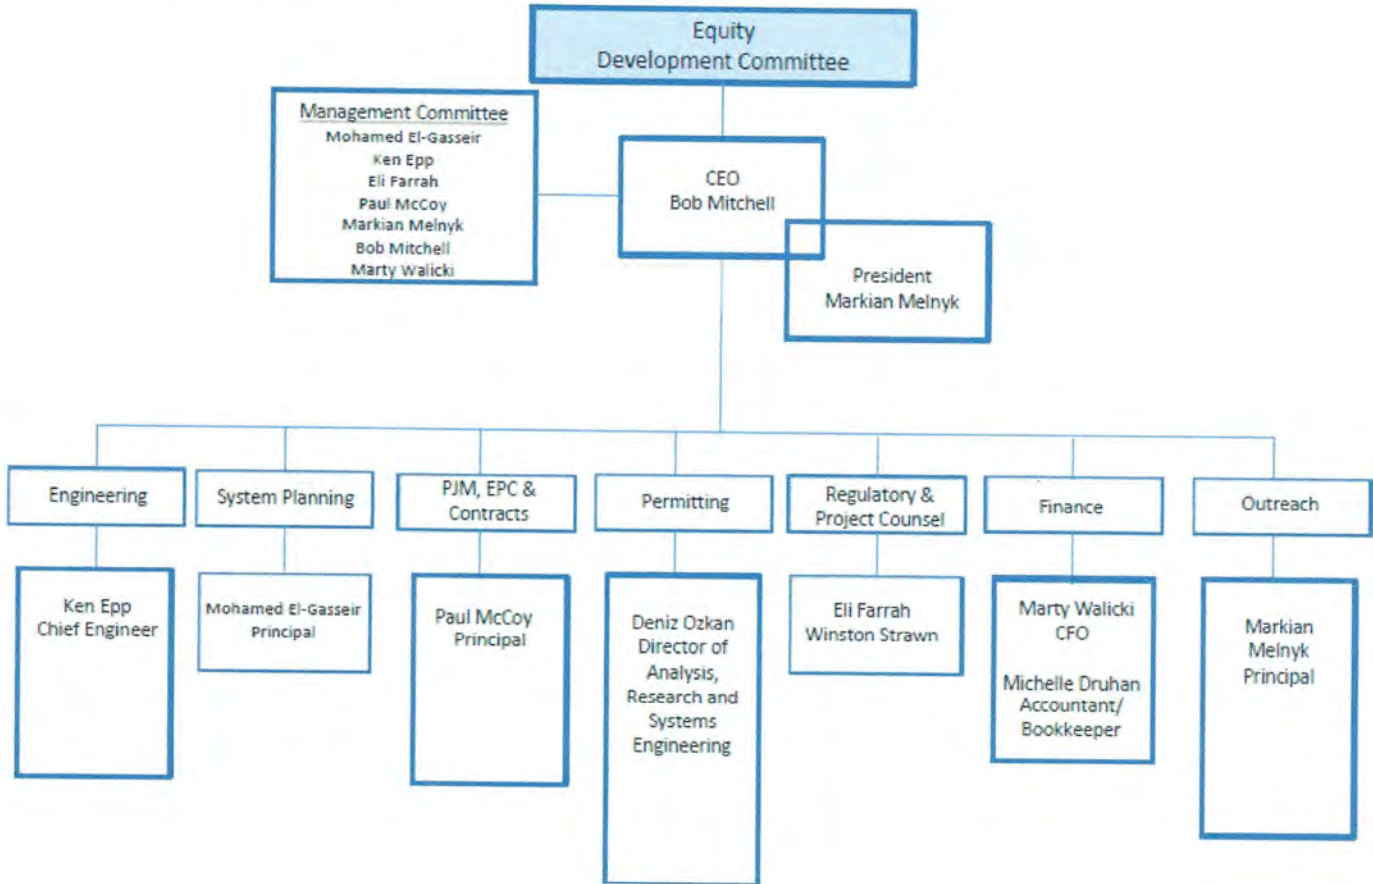 Equity
Development Committee
Management Committee
Mohamed El-Gasseir
Ken Epp
Eli Farrah
Paul McCoy
Markian Melnyk
Bob Mitchell
Marty Walicki
CEO
Bob Mitchell
President
Markian Melnyk
Engineering
System Planning
PJM, EPC &
Contracts
Permitting
Regulatory &
Project Counsel
Finance
Outreach
Ken Epp
Chief Engineer
Mohamed El-Gasseir
Principal
Paul McCoy
Principal
Deniz Ozkan
Director of
Analysis,
Research and
Systems
Engineering
Eli Farrah
Winston Strawn
Marty Walicki
CFO
Michelle Druhan
Accountant/
Bookkeeper
Markian
Melnyk
Principal